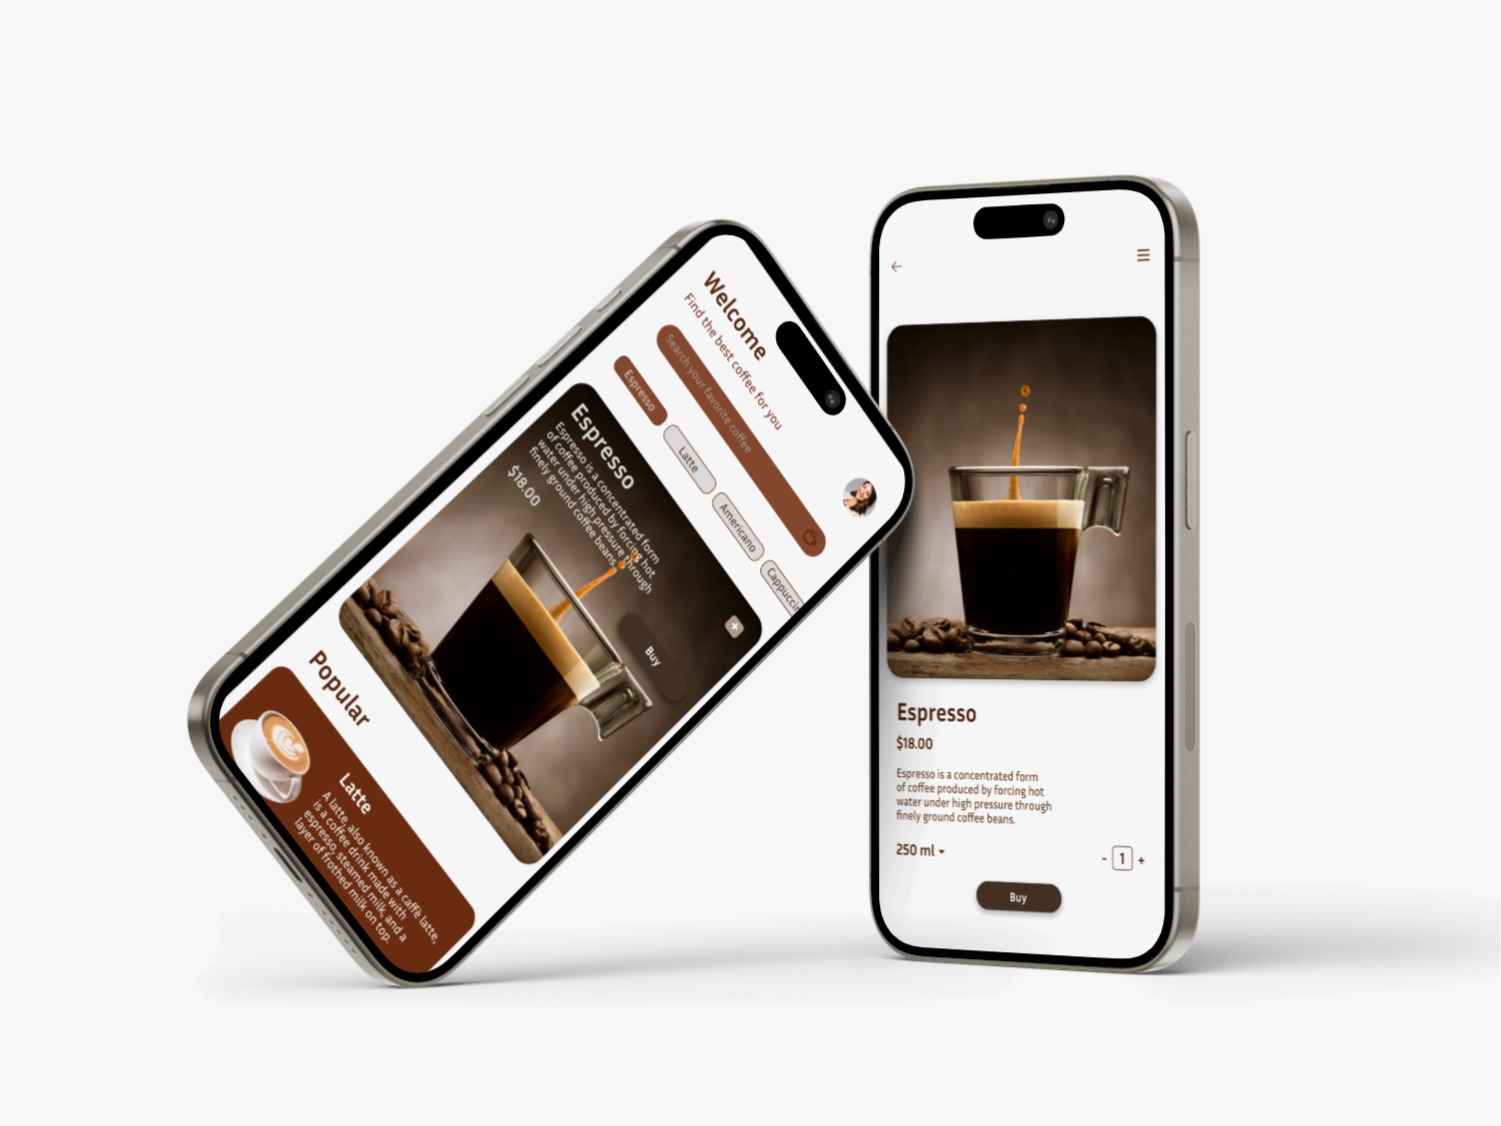 Welcome
Find the best coffee for you
Search your favorite coffee
Espresso
Latte
Americano
Cappuccin
Espresso
Espresso is a concentrated form
of coffee produced by forcing hot
water under high pressure through
finely ground coffee beans.
$18.00
Buy
+
Popular
Latte
A latte, also known as a caffè latte,
is a coffee drink made with
espresso, steamed milk, and a
layer of frothed milk on top.
Espresso
$18.00
Espresso is a concentrated form
of coffee produced by forcing hot
water under high pressure through
finely ground coffee beans.
250 ml
- 1 +
Buy